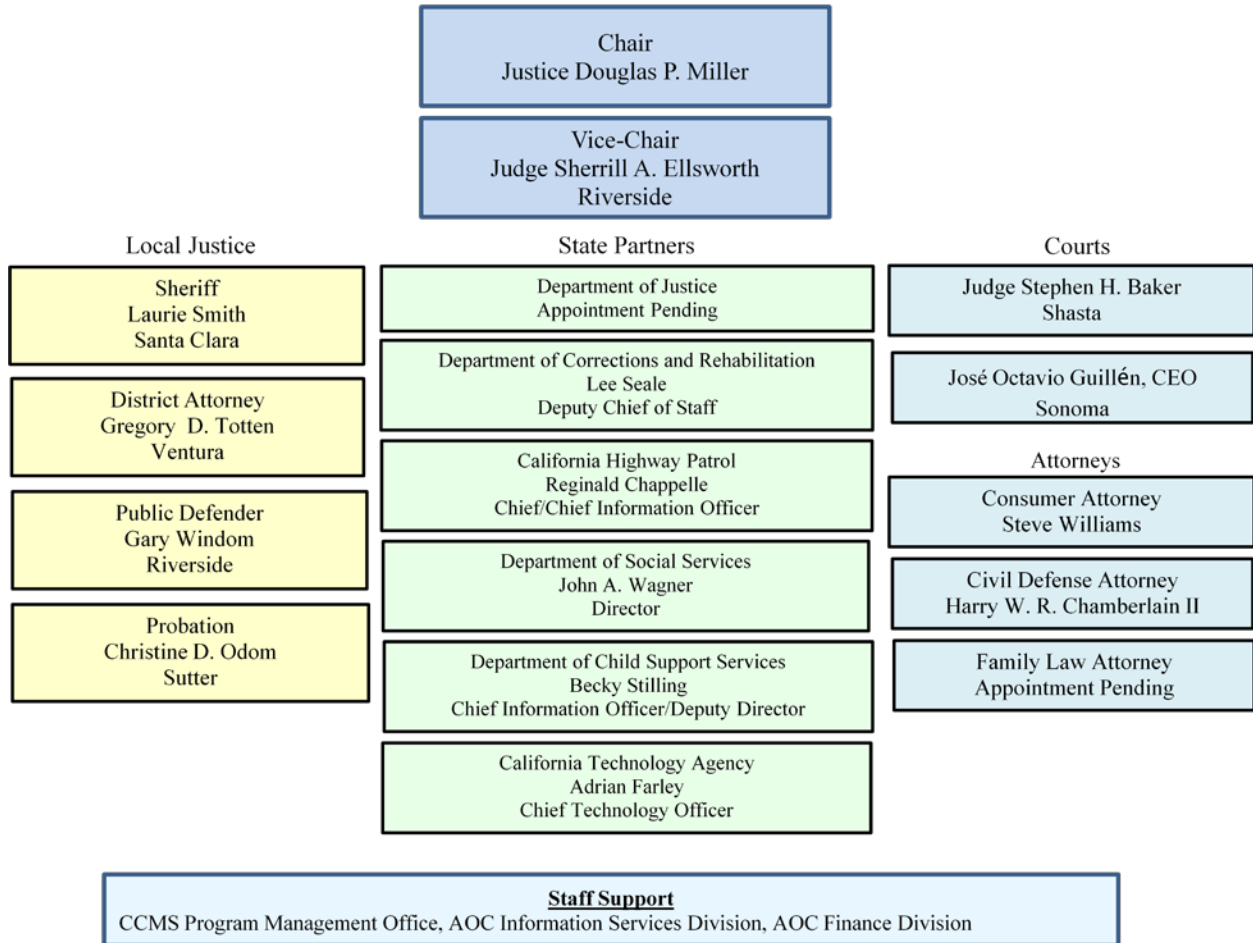 Chair
Justice Douglas P. Miller
Vice-Chair
Judge Sherrill A. Ellsworth
Riverside
Local Justice
Sheriff
Laurie Smith
Santa Clara
District Attorney
Gregory D. Totten
Ventura
Public Defender
Gary Windom
Riverside
Probation
Christine D. Odom
Sutter
State Partners
Department of Justice
Appointment Pending
Department of Corrections and Rehabilitation
Lee Seale
Deputy Chief of Staff
California Highway Patrol
Reginald Chappelle
Chief/Chief Information Officer
Department of Social Services
John A. Wagner
Director
Department of Child Support Services
Becky Stilling
Chief Information Officer/Deputy Director
California Technology Agency
Adrian Farley
Chief Technology Officer
Courts
Judge Stephen H. Baker
Shasta
José Octavio Guillén, CEO
Sonoma
Attorneys
Consumer Attorney
Steve Williams
Civil Defense Attorney
Harry W. R. Chamberlain II
Family Law Attorney
Appointment Pending
Staff Support
CCMS Program Management Office, AOC Information Services Division, AOC Finance Division